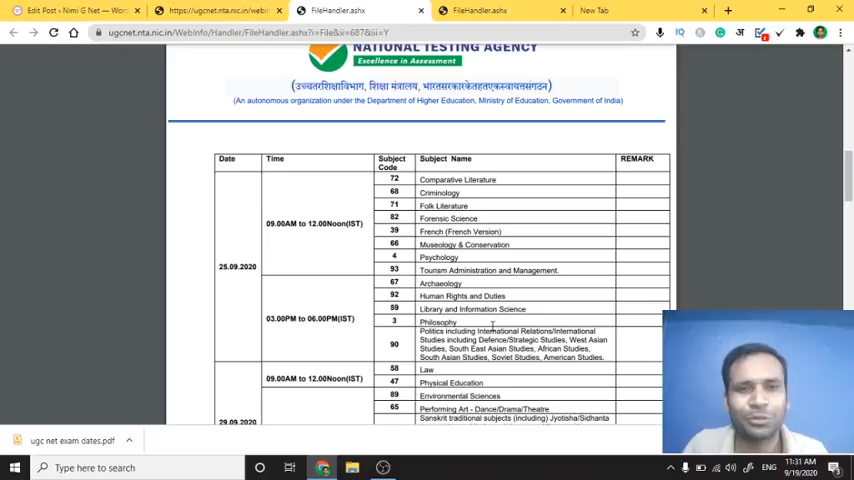 Edit Post ‹ Nimi G Net — Wor
https://ugcnet.nta.nic.in/webin
FileHandler.ashx
FileHandler.ashx
New Tab
ugcnet.nta.nic.in/WebInfo/Handler/FileHandler.ashx?i=File&ii=687&iii=Y
NATIONAL TESTING AGENCY
Excellence in Assessment
(उच्चतरशिक्षाविभाग, शिक्षा मंत्रालय, भारतसरकारकेतहतएकस्वायत्तसंगठन)
(An autonomous organization under the Department of Higher Education, Ministry of Education, Government of India)
Date Time Subject Code Subject Name REMARK
25.09.2020
09.00AM to 12.00Noon(IST)
72 Comparative Literature
68 Criminology
71 Folk Literature
82 Forensic Science
39 French (French Version)
66 Museology & Conservation
4 Psychology
93 Tourism Administration and Management.
03.00PM to 06.00PM(IST)
67 Archaeology
92 Human Rights and Duties
59 Library and Information Science
3 Philosophy
90 Politics including International Relations/International
Studies including Defence/Strategic Studies, West Asian
Studies, South East Asian Studies, African Studies,
South Asian Studies, Soviet Studies, American Studies.
29.09.2020
09.00AM to 12.00Noon(IST)
58 Law
47 Physical Education
89 Environmental Sciences
65 Performing Art - Dance/Drama/Theatre
Sanskrit traditional subjects (including) Jyotisha/Sidhanta
ugc net exam dates.pdf
Type here to search
ENG
11:31 AM
9/19/2020